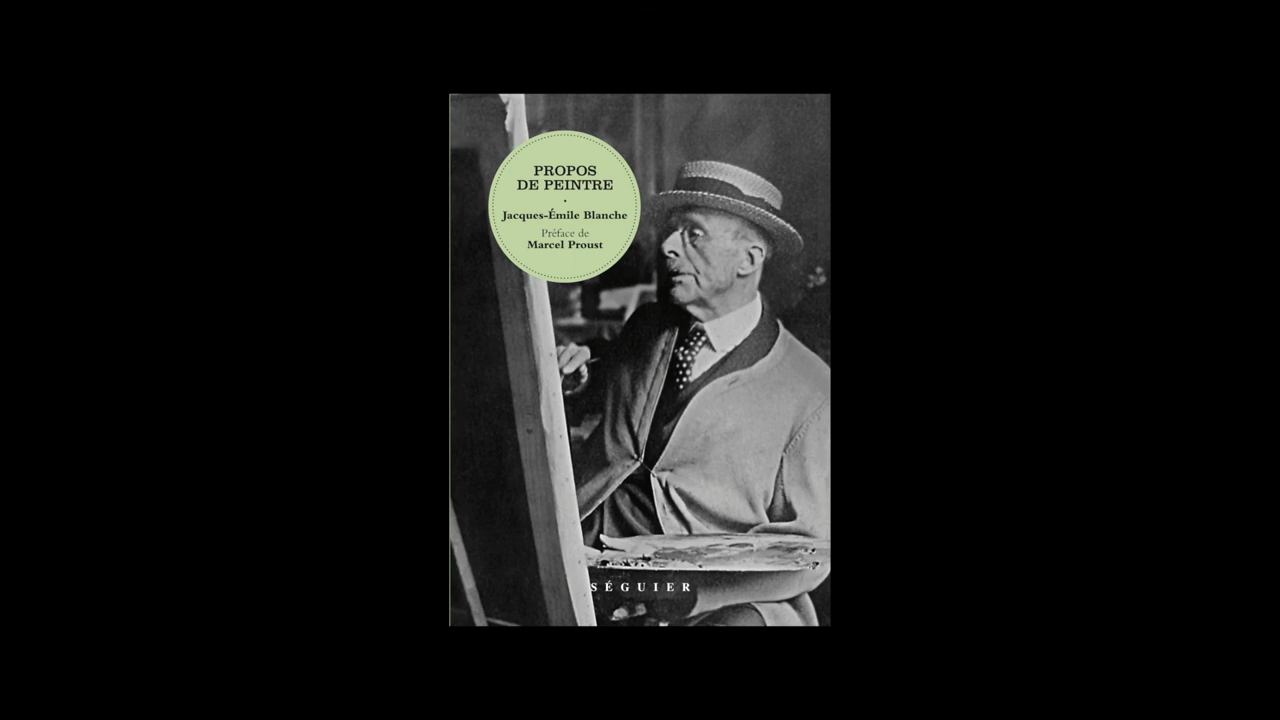 PROPOS
DE PEINTRE
Jacques-Émile Blanche
Préface de
Marcel Proust
SÉGUIER